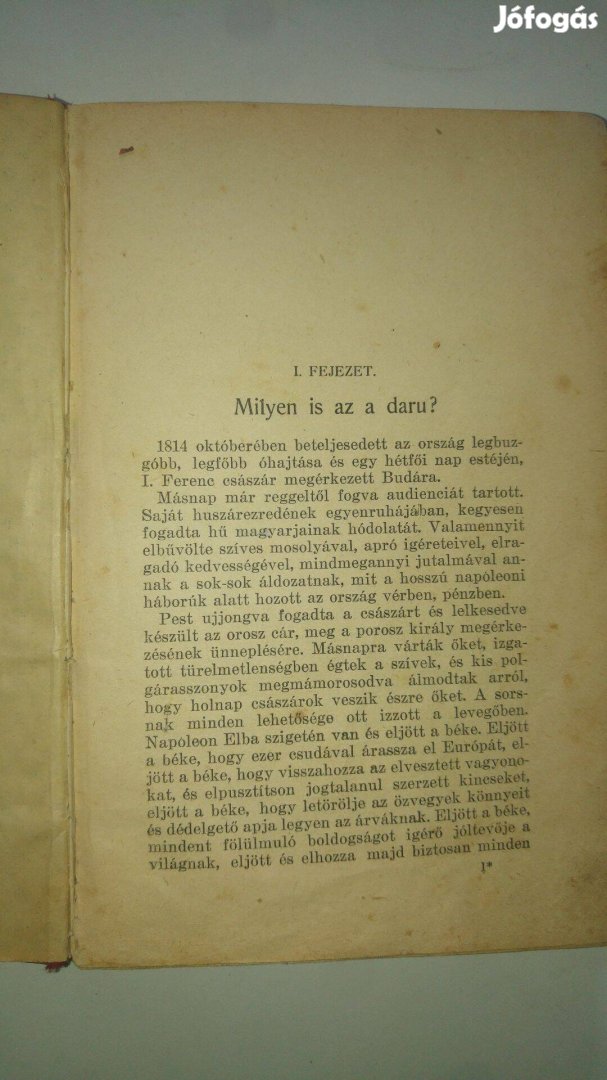 Jófogás
I. FEJEZET.
Milyen is az a daru?
1814 októberében beteljesedett az ország legbuz-
góbb, legfőbb óhajtása és egy hétfői nap estéjén,
I. Ferenc császár megérkezett Budára.
Másnap már reggeltől fogva audienciát tartott.
Saját huszárezredének egyenruhájában, kegyesen
fogadta hű magyarjainak hódolatát. Valamennyit
elbűvölte szíves mosolyával, apró igéreteivel, elra-
gadó kedvességével, mindmegannyi jutalmával an-
nak a sok-sok áldozatnak, mit a hosszú napóleoni
háborúk alatt hozott az ország vérben, pénzben.
Pest ujjongva fogadta a császárt és lelkesedve
készült az orosz cár, meg a porosz király megérke-
zésének ünneplésére. Másnapra várták őket, izga-
tott türelmetlenségben égtek a szívek, és kis pol-
gárasszonyok megmámorosodva álmodtak arról,
hogy holnap császárok veszik észre őket. A sors-
nak minden lehetősége ott izzott a levegőben.
Napóleon Elba szigetén van és eljött a béke. Eljött
a béke, hogy ezer csudával árassza el Európát, el-
jött a béke, hogy visszahozza az elvesztett vagyono-
kat, és elpusztítson jogtalanul szerzett kincseket,
eljött a béke, hogy letörölje az özvegyek könnyeit
és dédelgető apja legyen az árváknak. Eljött a béke,
mindent fölülmuló boldogságot igérő jóltevője a
világnak, eljött és elhozza majd biztosan minden
1*